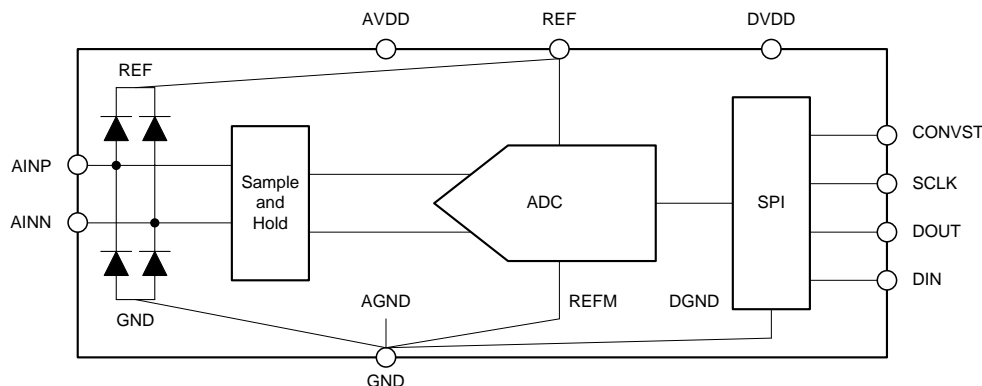 AVDD
REF
DVDD
REF
CONVST
AINP
Sample
and
Hold
SCLK
ADC
SPI
AINN
DOUT
DIN
AGND
REFM
DGND
GND
GND